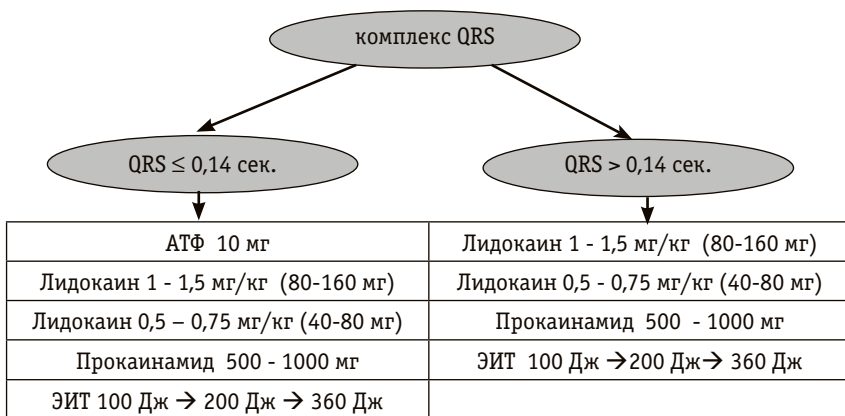 комплекс QRS
QRS ≤ 0,14 сек.
QRS > 0,14 сек.
АТФ 10 мг
Лидокаин 1 - 1,5 мг/кг (80-160 мг)
Лидокаин 1 - 1,5 мг/кг (80-160 мг)
Лидокаин 0,5 - 0,75 мг/кг (40-80 мг)
Лидокаин 0,5 – 0,75 мг/кг (40-80 мг)
Прокаинамид 500 - 1000 мг
Прокаинамид 500 - 1000 мг
ЭИТ 100 Дж →200 Дж→ 360 Дж
ЭИТ 100 Дж → 200 Дж → 360 Дж